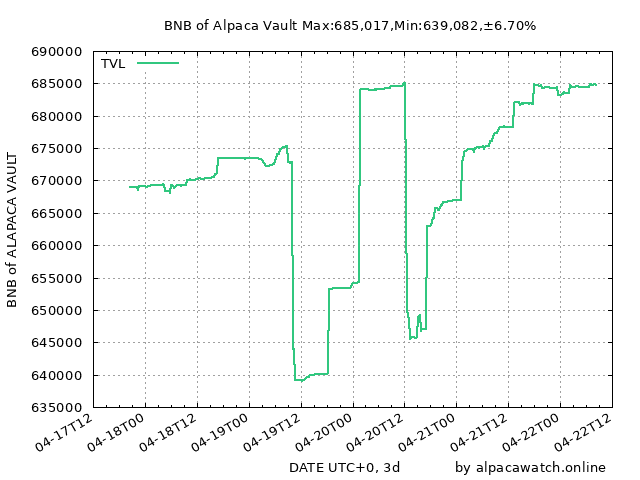 BNB of Alpaca Vault Max:685,017,Min:639,082,±6.70%
TVL
690000
685000
680000
675000
670000
665000
660000
655000
650000
645000
640000
635000
BNB of ALAPACA VAULT
04-17T12
04-18T00
04-18T12
04-19T00
04-19T12
04-20T00
04-20T12
04-21T00
04-21T12
04-22T00
04-22T12
DATE UTC+0, 3d
by alpacawatch.online